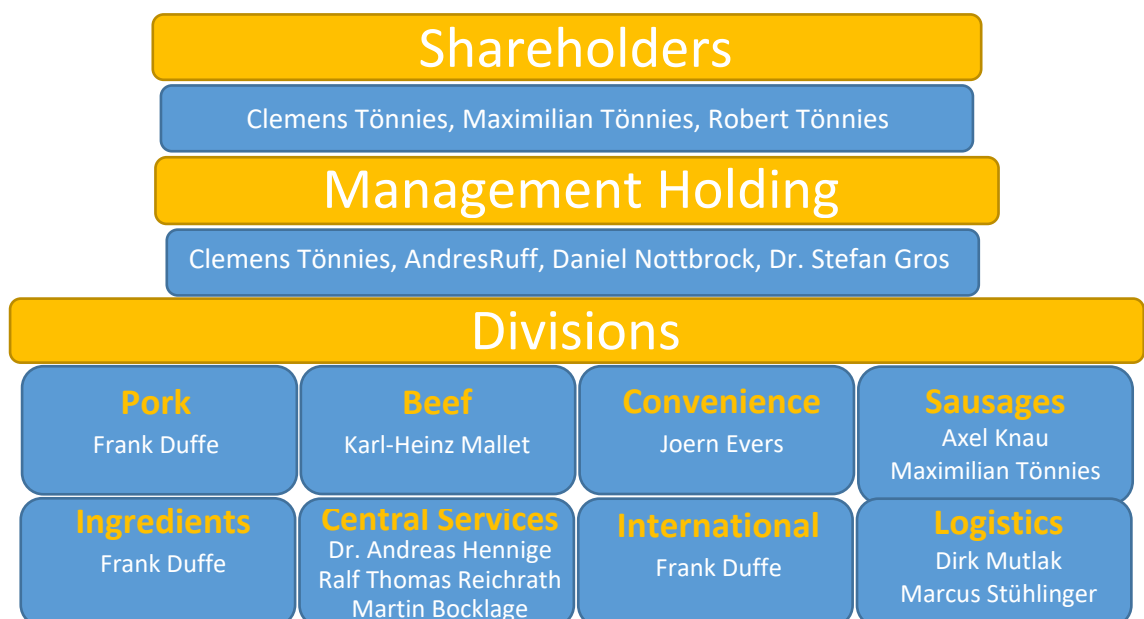 Shareholders
Clemens Tönnies, Maximilian Tönnies, Robert Tönnies
Management Holding
Clemens Tönnies, AndresRuff, Daniel Nottbrock, Dr. Stefan Gros
Divisions
Pork
Frank Duffe
Beef
Karl-Heinz Mallet
Convenience
Joern Evers
Sausages
Axel Knau
Maximilian Tönnies
Ingredients
Frank Duffe
Central Services
Dr. Andreas Hennige
Ralf Thomas Reichrath
Martin Bocklage
International
Frank Duffe
Logistics
Dirk Mutlak
Marcus Stühlinger